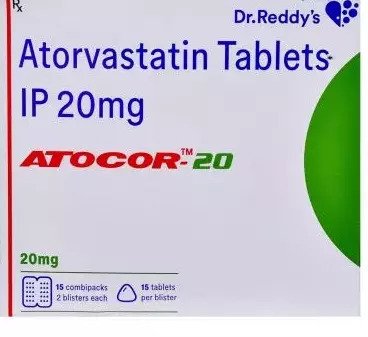 Rx
Dr.Reddy's
Atorvastatin Tablets
IP 20mg
ATOCOR™-20
20mg
15 combipacks
2 blisters each
15 tablets
per blister